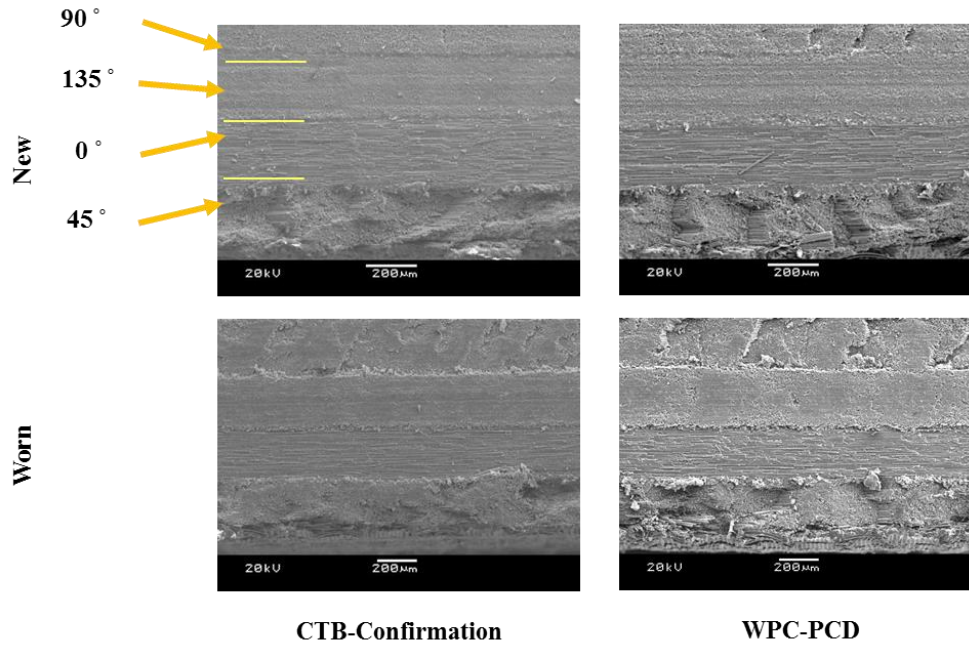 90°
135°
0°
45°
New
20kV 200μm
20kV 200μm
Worn
20kV 200μm
20kV 200μm
CTB-Confirmation
WPC-PCD